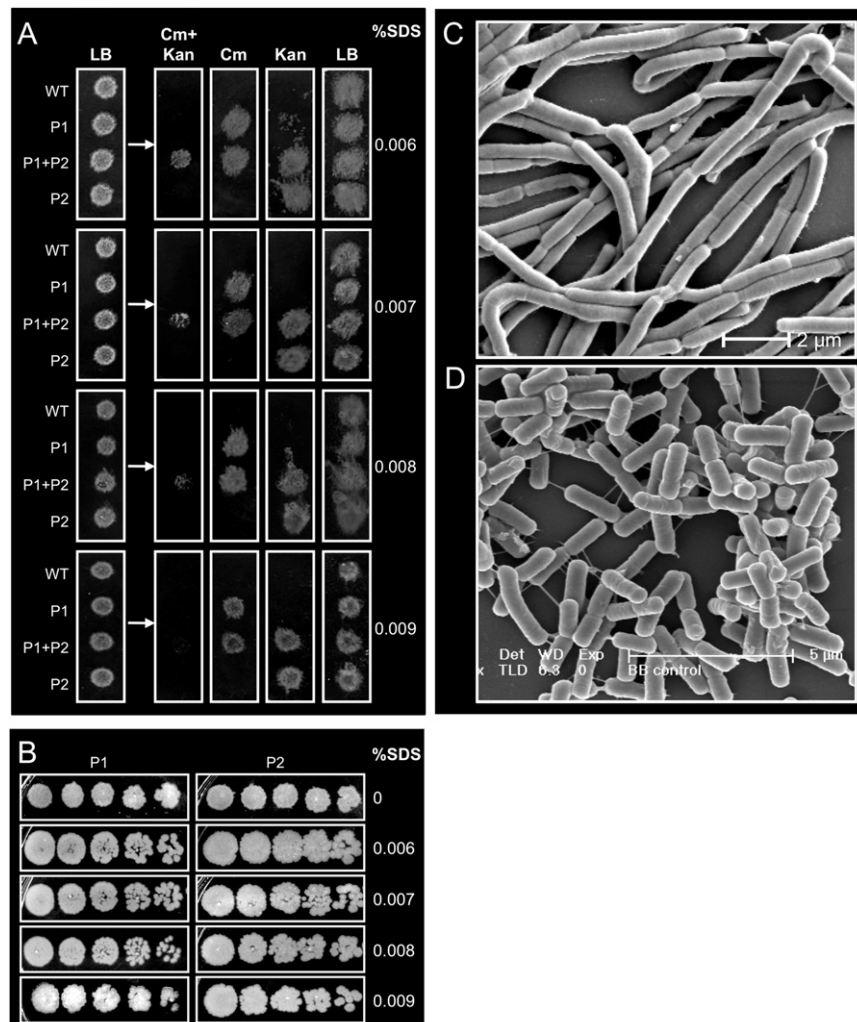 A
%SDS
LB
Cm+
Kan
Cm
Kan
LB
WT
P1
P1+P2
P2
0.006
WT
P1
P1+P2
P2
0.007
WT
P1
P1+P2
P2
0.008
WT
P1
P1+P2
P2
0.009
B
P1
P2
%SDS
0
0.006
0.007
0.008
0.009
C
2 µm
D
Det WD Exp
5 µm
x TLD 6.3 0 BB control